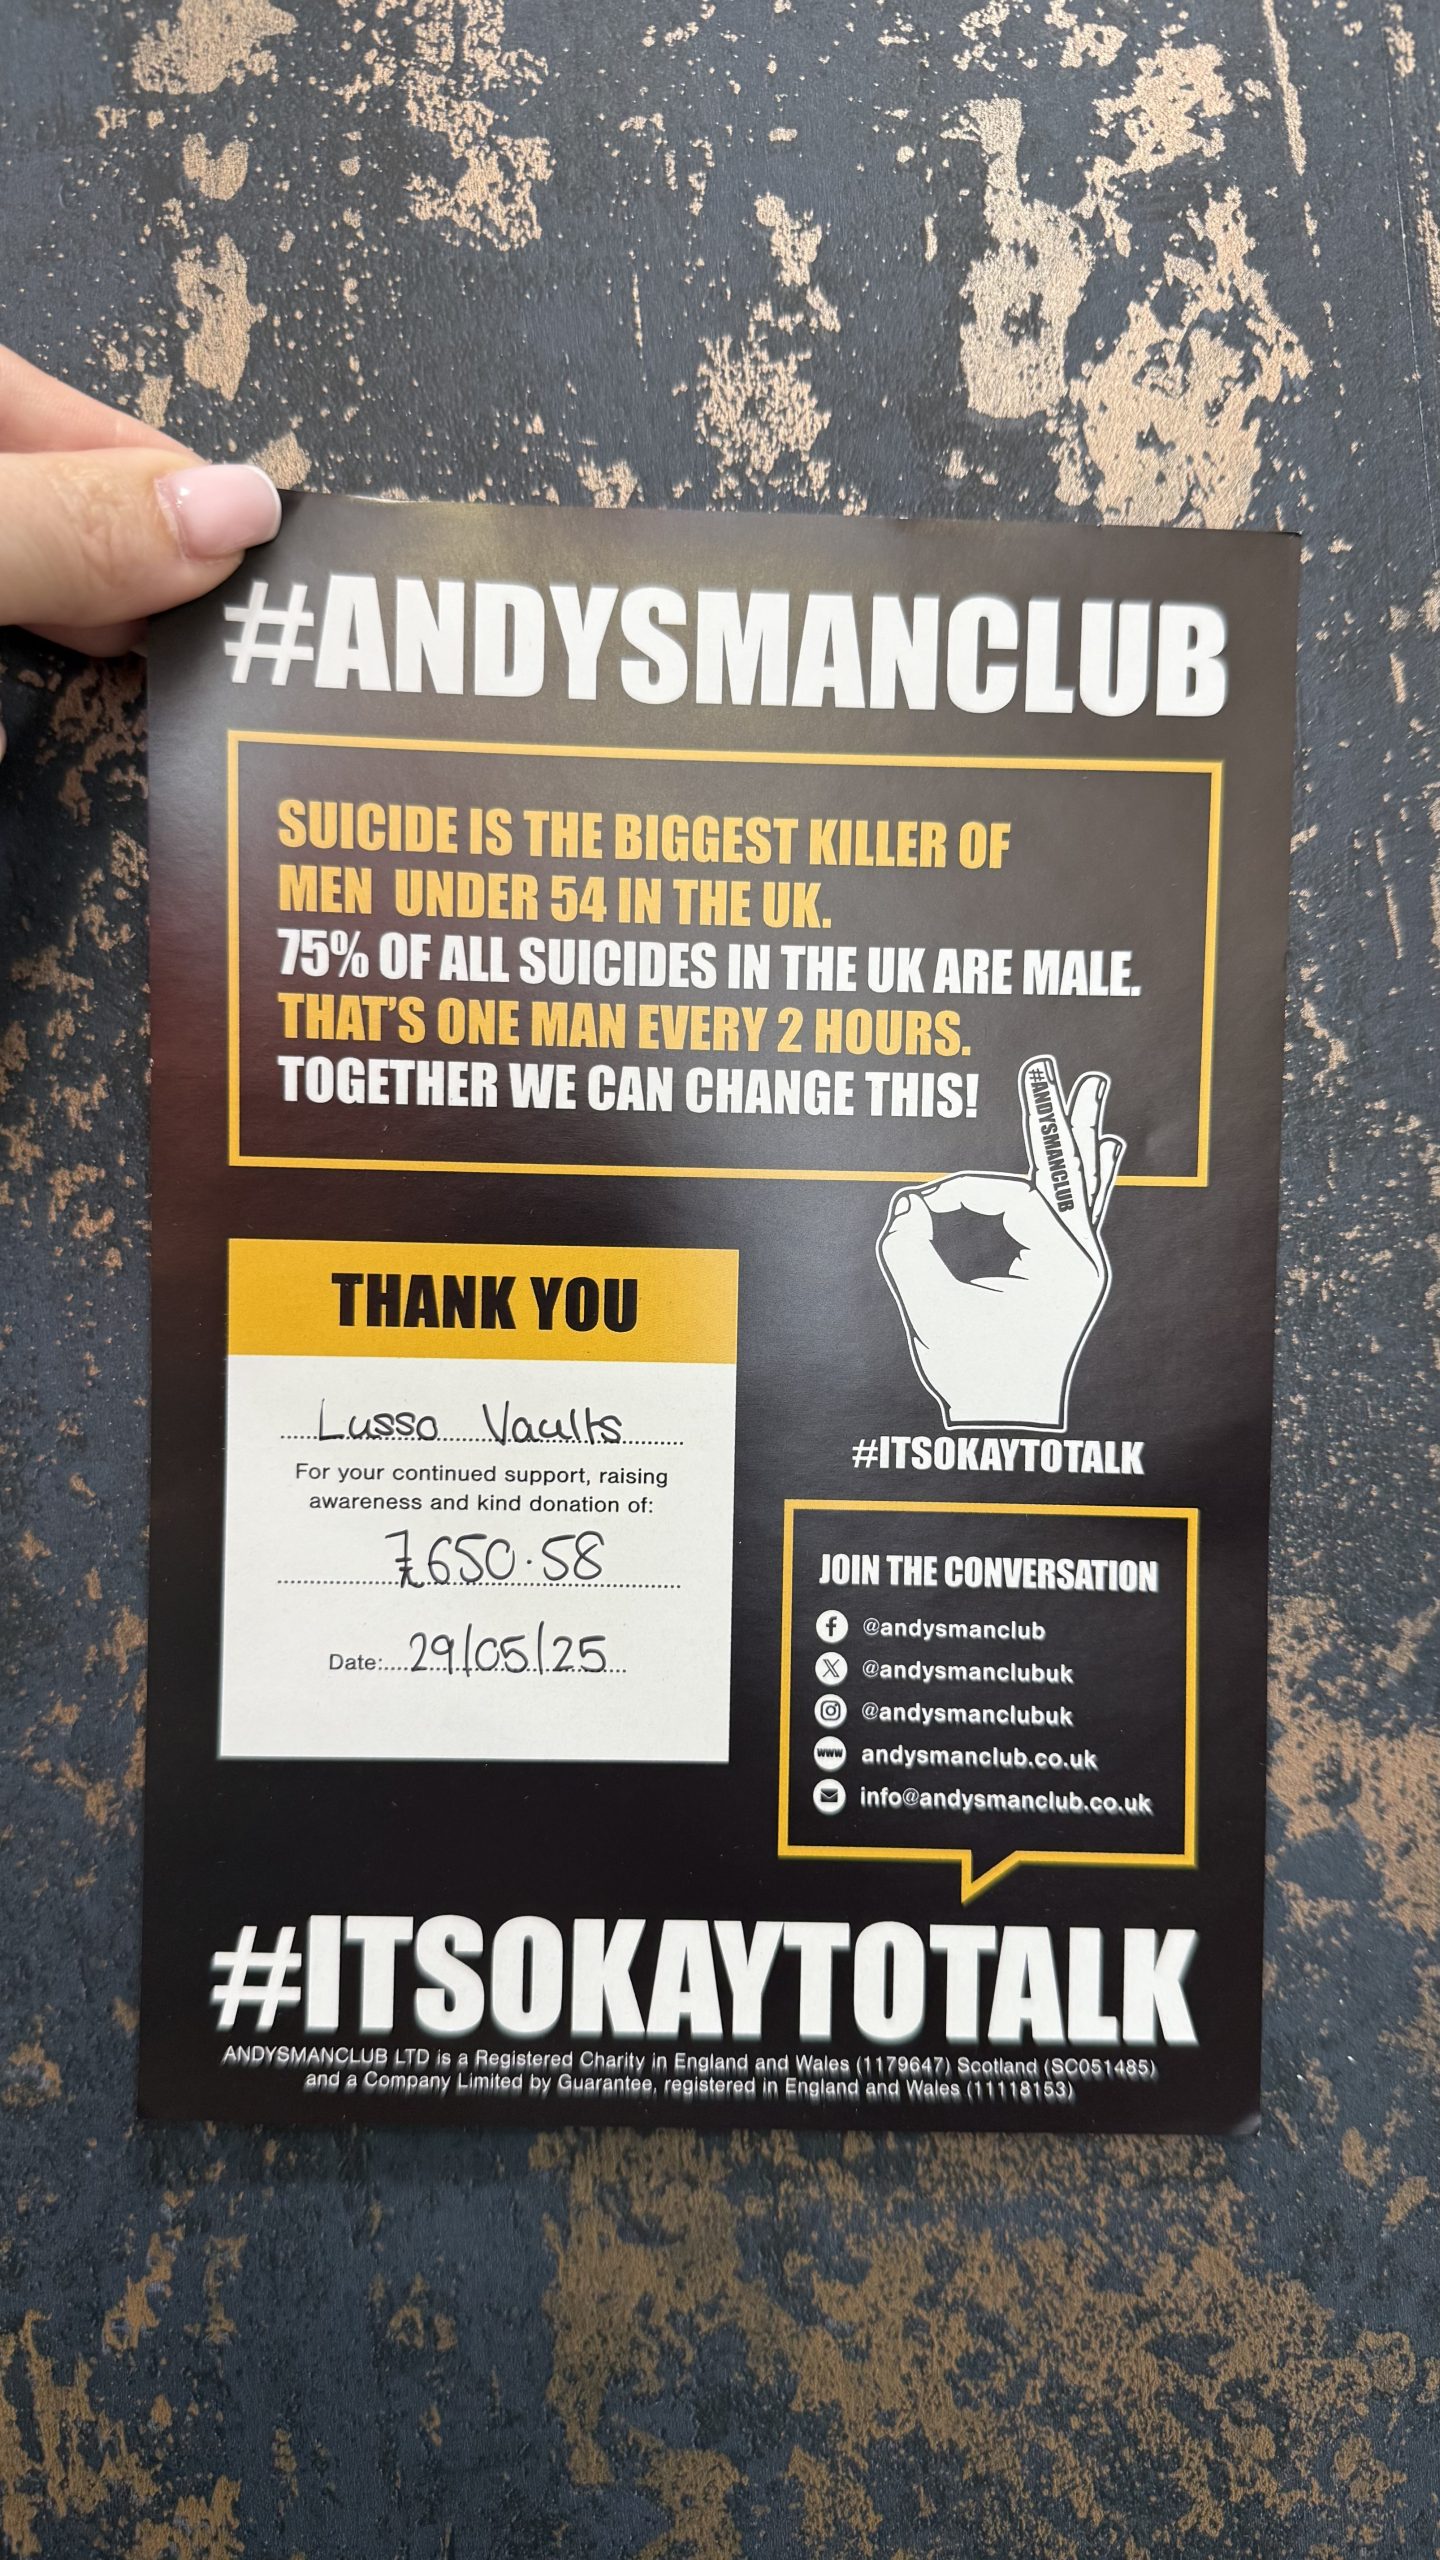 #ANDYSMANCLUB
SUICIDE IS THE BIGGEST KILLER OF
MEN UNDER 54 IN THE UK.
75% OF ALL SUICIDES IN THE UK ARE MALE.
THAT'S ONE MAN EVERY 2 HOURS.
TOGETHER WE CAN CHANGE THIS!
#ANDYSMANCLUB
#ITSOKAYTOTALK
THANK YOU
Lusso Vaults
For your continued support, raising
awareness and kind donation of:
£650.58
Date: 29/05/25
JOIN THE CONVERSATION
@andysmanclub
@andysmanclubuk
@andysmanclubuk
www andysmanclub.co.uk
info@andysmanclub.co.uk
#ITSOKAYTOTALK
ANDYSMANCLUB LTD is a Registered Charity in England and Wales (1179647) Scotland (SC051485)
and a Company Limited by Guarantee, registered in England and Wales (11118153)